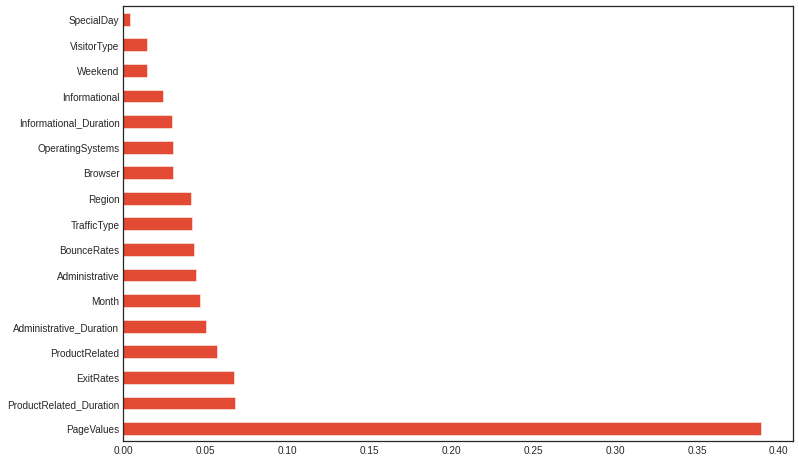 SpecialDay
VisitorType
Weekend
Informational
Informational_Duration
OperatingSystems
Browser
Region
TrafficType
BounceRates
Administrative
Month
Administrative_Duration
ProductRelated
ExitRates
ProductRelated_Duration
PageValues
0.00 0.05 0.10 0.15 0.20 0.25 0.30 0.35 0.40